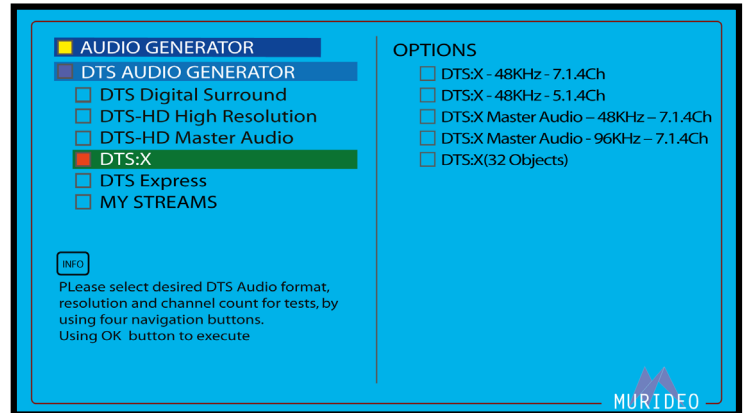 AUDIO GENERATOR
DTS AUDIO GENERATOR
DTS Digital Surround
DTS-HD High Resolution
DTS-HD Master Audio
DTS:X
DTS Express
MY STREAMS
INFO
PLease select desired DTS Audio format,
resolution and channel count for tests, by
using four navigation buttons.
Using OK button to execute
OPTIONS
DTS:X - 48KHz - 7.1.4Ch
DTS:X - 48KHz - 5.1.4Ch
DTS:X Master Audio – 48KHz – 7.1.4Ch
DTS:X Master Audio - 96KHz – 7.1.4Ch
DTS:X(32 Objects)
MURIDEO